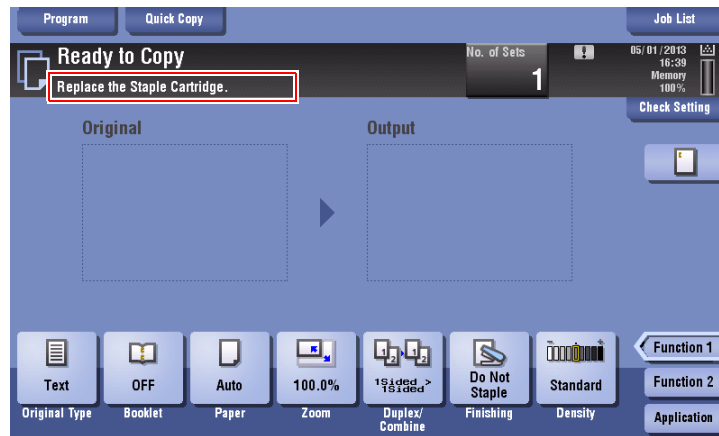 Program
Quick Copy
Job List
Ready to Copy
Replace the Staple Cartridge.
No. of Sets
1
05/01/2013
16:39
Memory
100%
Check Setting
Original
Output
Text
OFF
Auto
100.0%
1Sided >
1Sided
Do Not
Staple
Standard
Original Type
Booklet
Paper
Zoom
Duplex/
Combine
Finishing
Density
Function 1
Function 2
Application